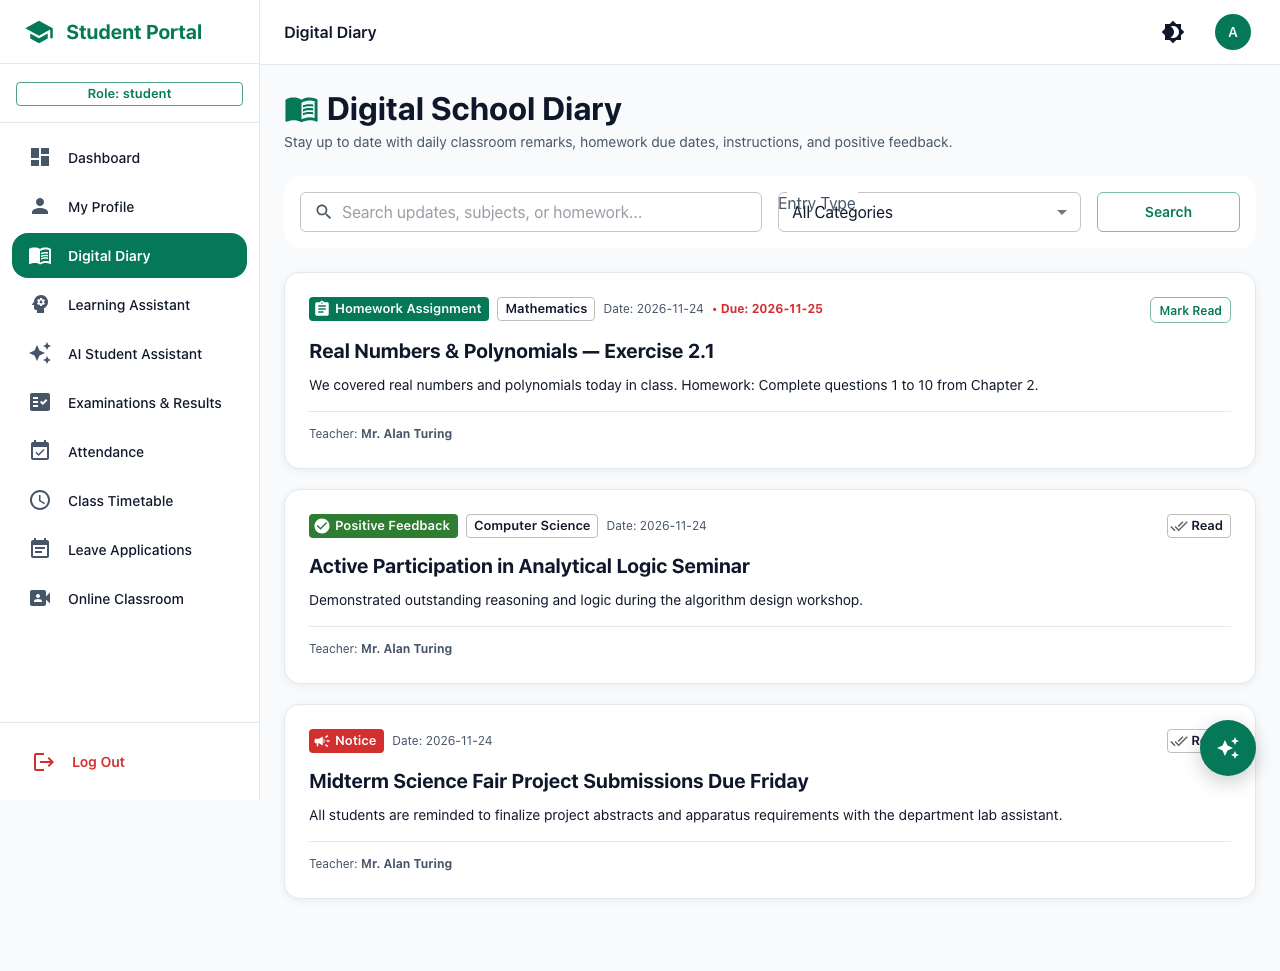 Student Portal
Role: student
Dashboard
My Profile
Digital Diary
Learning Assistant
AI Student Assistant
Examinations & Results
Attendance
Class Timetable
Leave Applications
Online Classroom
Log Out
Digital Diary
A
Digital School Diary
Stay up to date with daily classroom remarks, homework due dates, instructions, and positive feedback.
Search updates, subjects, or homework...
Entry Type
All Categories
Search
Homework Assignment Mathematics Date: 2026-11-24 • Due: 2026-11-25 Mark Read
Real Numbers & Polynomials — Exercise 2.1
We covered real numbers and polynomials today in class. Homework: Complete questions 1 to 10 from Chapter 2.
Teacher: Mr. Alan Turing
Positive Feedback Computer Science Date: 2026-11-24 Read
Active Participation in Analytical Logic Seminar
Demonstrated outstanding reasoning and logic during the algorithm design workshop.
Teacher: Mr. Alan Turing
Notice Date: 2026-11-24
Midterm Science Fair Project Submissions Due Friday
All students are reminded to finalize project abstracts and apparatus requirements with the department lab assistant.
Teacher: Mr. Alan Turing